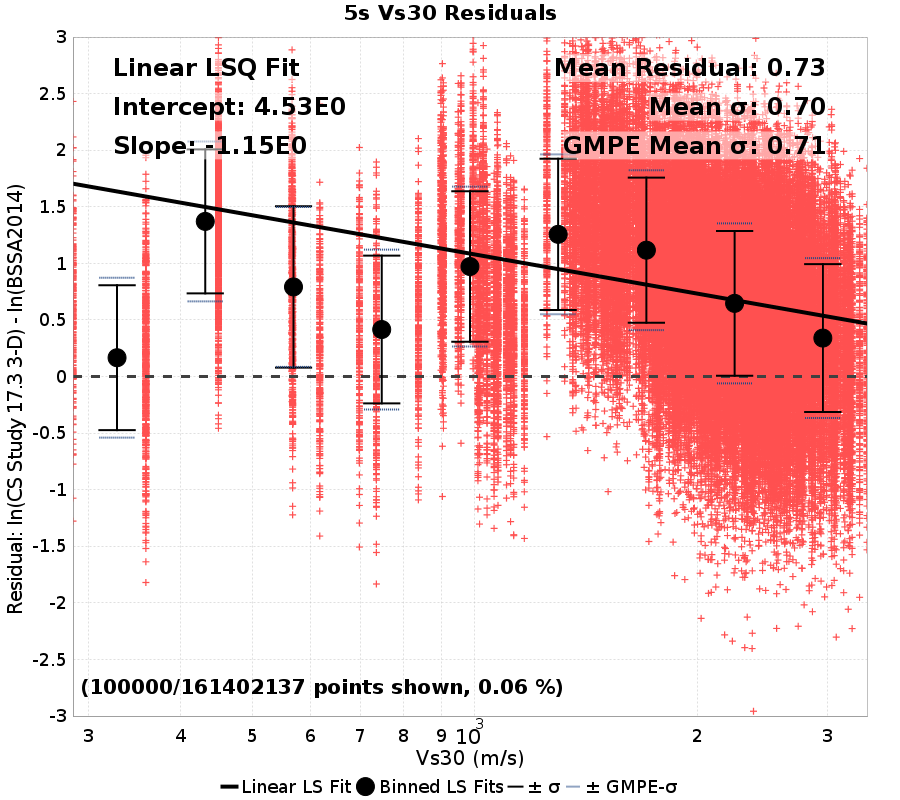 5s Vs30 Residuals
Linear LSQ Fit
Intercept: 4.53E0
Slope: -1.15E0
Mean Residual: 0.73
Mean σ: 0.70
GMPE Mean σ: 0.71
3
2.5
2
1.5
1
0.5
0
-0.5
-1
-1.5
-2
-2.5
-3
Residual: ln(CS Study 17.3 3-D) - ln(BSSA2014)
(100000/161402137 points shown, 0.06 %)
3 4 5 6 7 8 9 10³ 2 3
Vs30 (m/s)
Linear LS Fit Binned LS Fits ± σ ± GMPE-σ